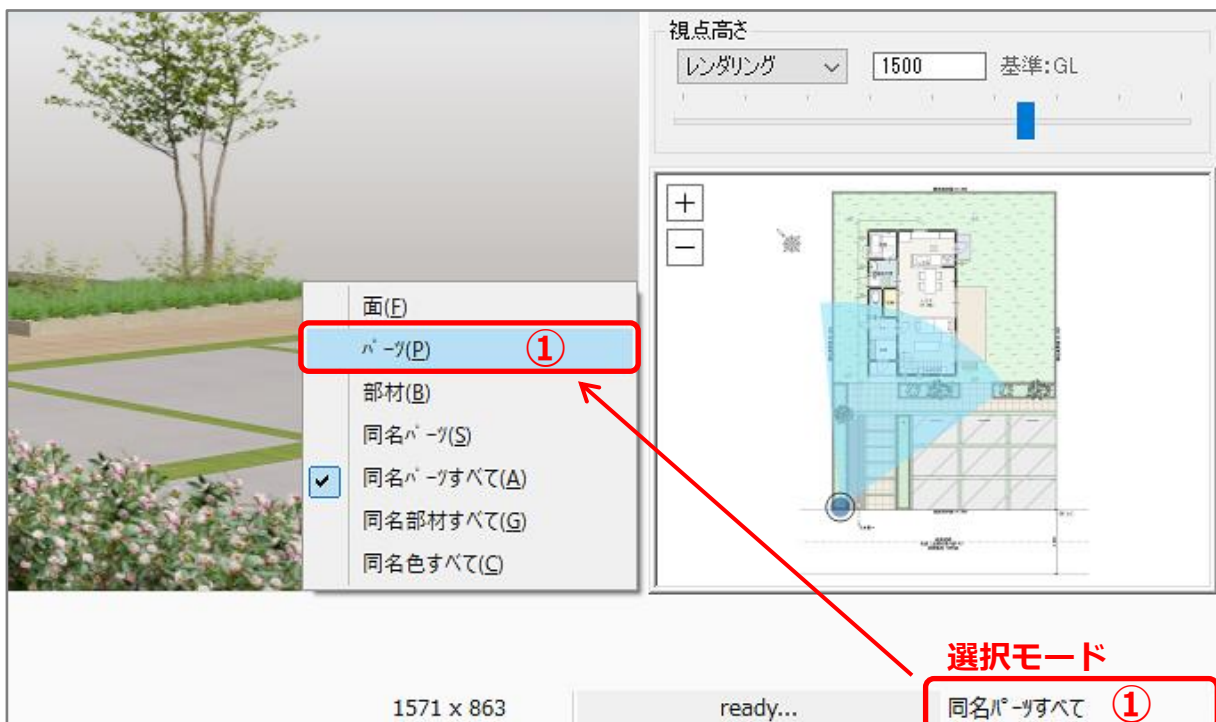 視点高さ
レンダリング
1500
基準:GL
+
−
面(F)
パーツ(P)
①
部材(B)
同名パーツ(S)
同名パーツすべて(A)
同名部材すべて(G)
同名色すべて(C)
選択モード
1571 x 863
ready...
同名パーツすべて
①